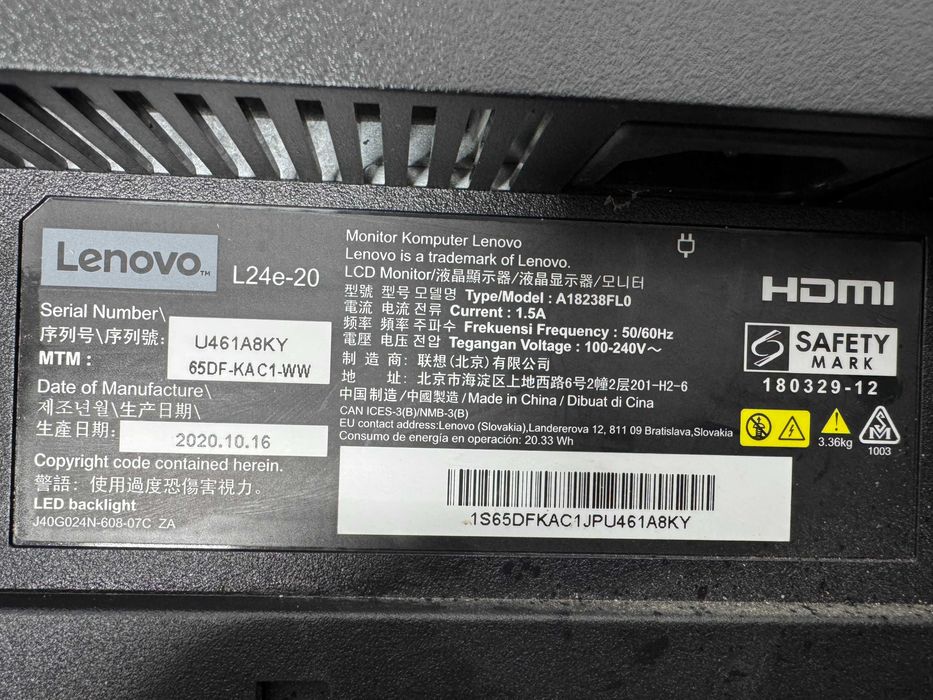 Lenovo™
L24e-20
Serial Number\
序列号\序列號:
U461A8KY
MTM :
65DF-KAC1-WW
Date of Manufacture\
제조년월\生产日期\
生產日期:
2020.10.16
Copyright code contained herein.
警語：使用過度恐傷害視力。
LED backlight
J40G024N-608-07C ZA
Monitor Komputer Lenovo
Lenovo is a trademark of Lenovo.
LCD Monitor/液晶顯示器/液晶显示器/모니터
型號 型号 모델명 Type/Model : A18238FL0
電流 电流 전류 Current : 1.5A
频率 頻率 주파수 Frekuensi Frequency : 50/60Hz
電壓 电压 전압 Tegangan Voltage : 100-240V～
制 造 商: 联想(北京)有限公司
地 址: 北京市海淀区上地西路6号2幢2层201-H2-6
中国制造/中國製造/Made in China / Dibuat di Cina
CAN ICES-3(B)/NMB-3(B)
EU contact address:Lenovo (Slovakia),Landererova 12, 811 09 Bratislava,Slovakia
Consumo de energía en operación: 20.33 Wh
1S65DFKAC1JPU461A8KY
HDMI
SAFETY
MARK
180329-12
3.36kg
1003